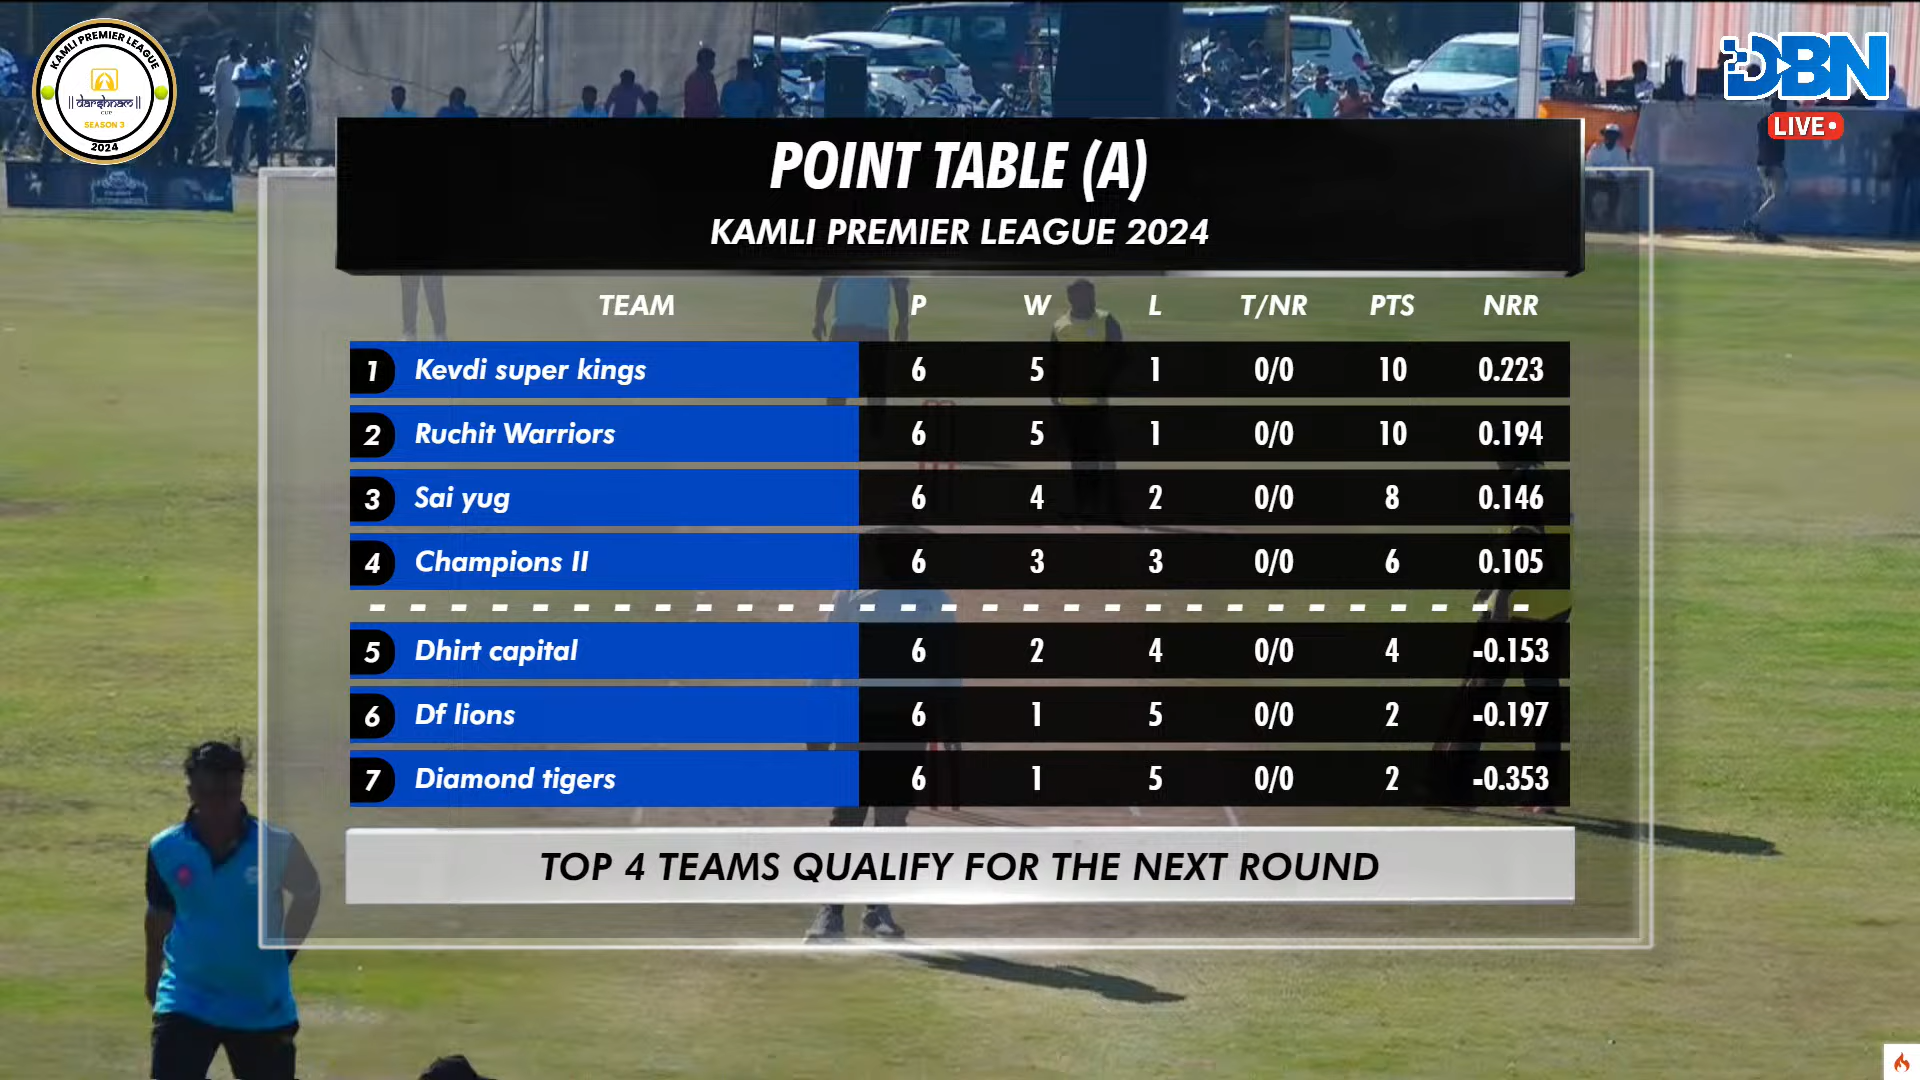 KAMLI PREMIER LEAGUE
|| darshnam ||
CUP
SEASON 3
2024
DBN
LIVE
POINT TABLE (A)
KAMLI PREMIER LEAGUE 2024
TEAM P W L T/NR PTS NRR
1 Kevdi super kings 6 5 1 0/0 10 0.223
2 Ruchit Warriors 6 5 1 0/0 10 0.194
3 Sai yug 6 4 2 0/0 8 0.146
4 Champions II 6 3 3 0/0 6 0.105
5 Dhirt capital 6 2 4 0/0 4 -0.153
6 Df lions 6 1 5 0/0 2 -0.197
7 Diamond tigers 6 1 5 0/0 2 -0.353
TOP 4 TEAMS QUALIFY FOR THE NEXT ROUND